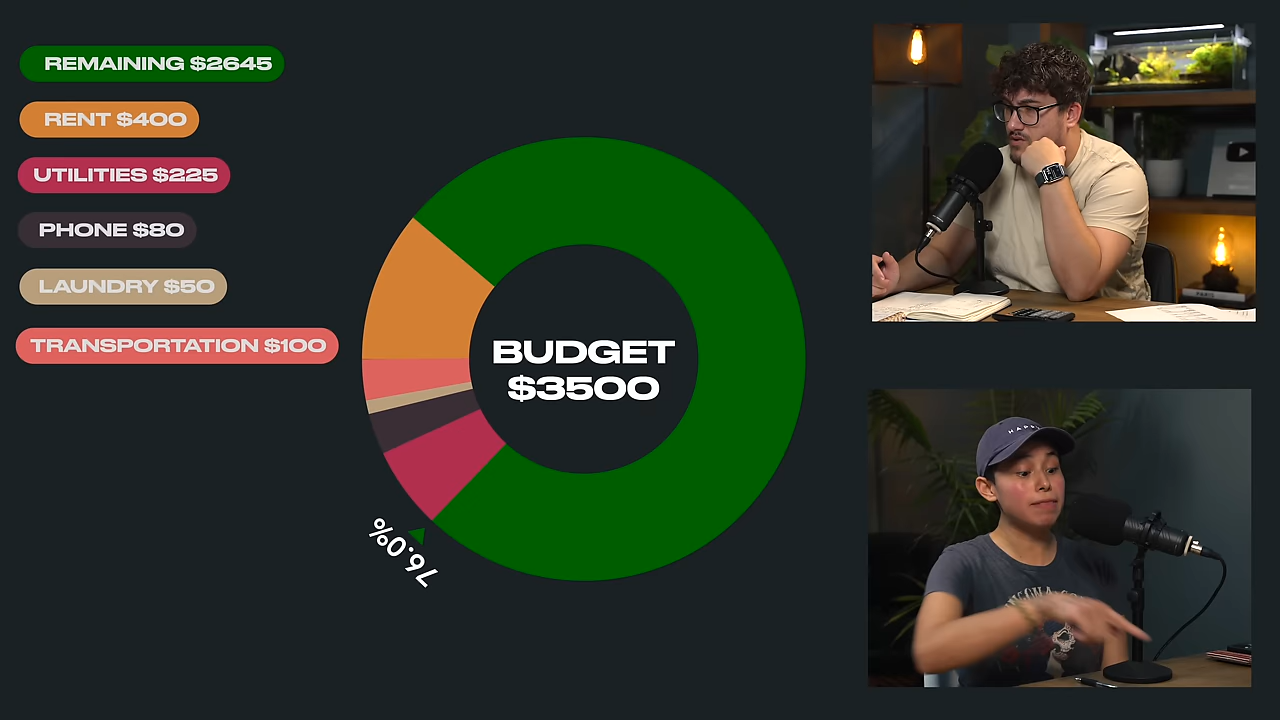 REMAINING $2645
RENT $400
UTILITIES $225
PHONE $80
LAUNDRY $50
TRANSPORTATION $100
BUDGET
$3500
76.0%